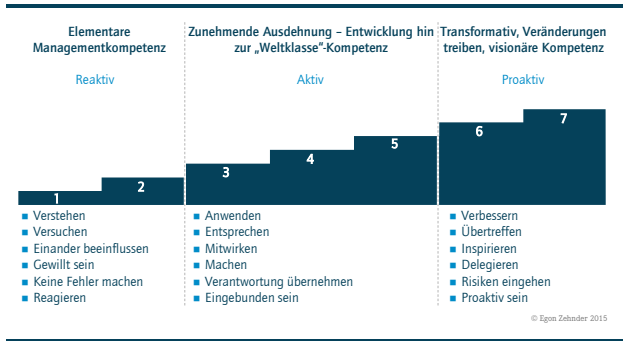 Elementare
Managementkompetenz
Reaktiv
Zunehmende Ausdehnung – Entwicklung hin
zur „Weltklasse"-Kompetenz
Aktiv
Transformativ, Veränderungen
treiben, visionäre Kompetenz
Proaktiv
1
2
3
4
5
6
7
Verstehen
Versuchen
Einander beeinflussen
Gewillt sein
Keine Fehler machen
Reagieren
Anwenden
Entsprechen
Mitwirken
Machen
Verantwortung übernehmen
Eingebunden sein
Verbessern
Übertreffen
Inspirieren
Delegieren
Risiken eingehen
Proaktiv sein
© Egon Zehnder 2015